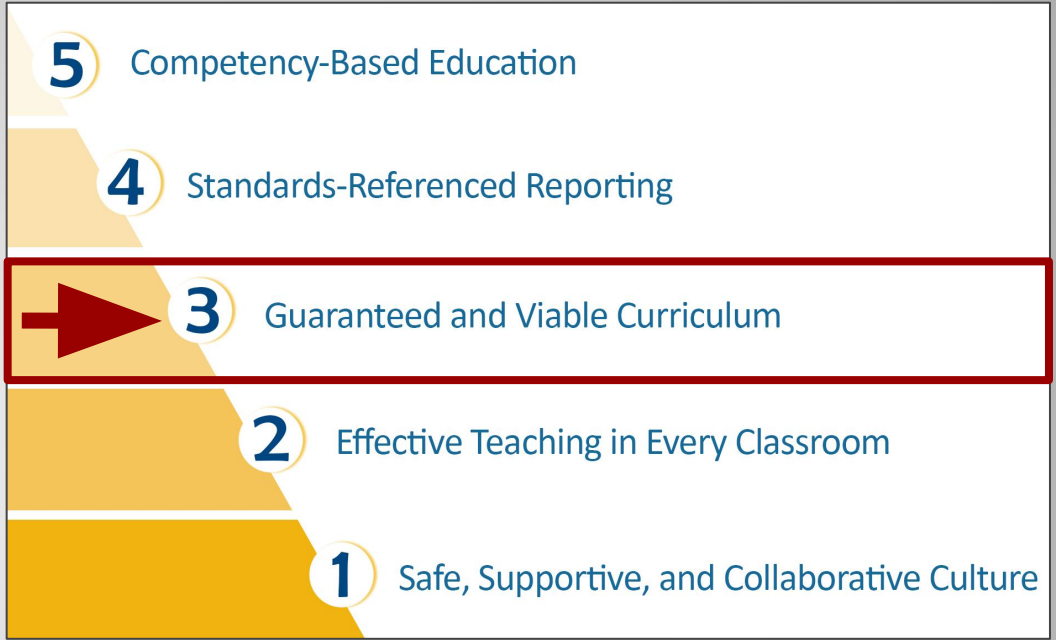 5 Competency-Based Education
4 Standards-Referenced Reporting
3 Guaranteed and Viable Curriculum
2 Effective Teaching in Every Classroom
1 Safe, Supportive, and Collaborative Culture